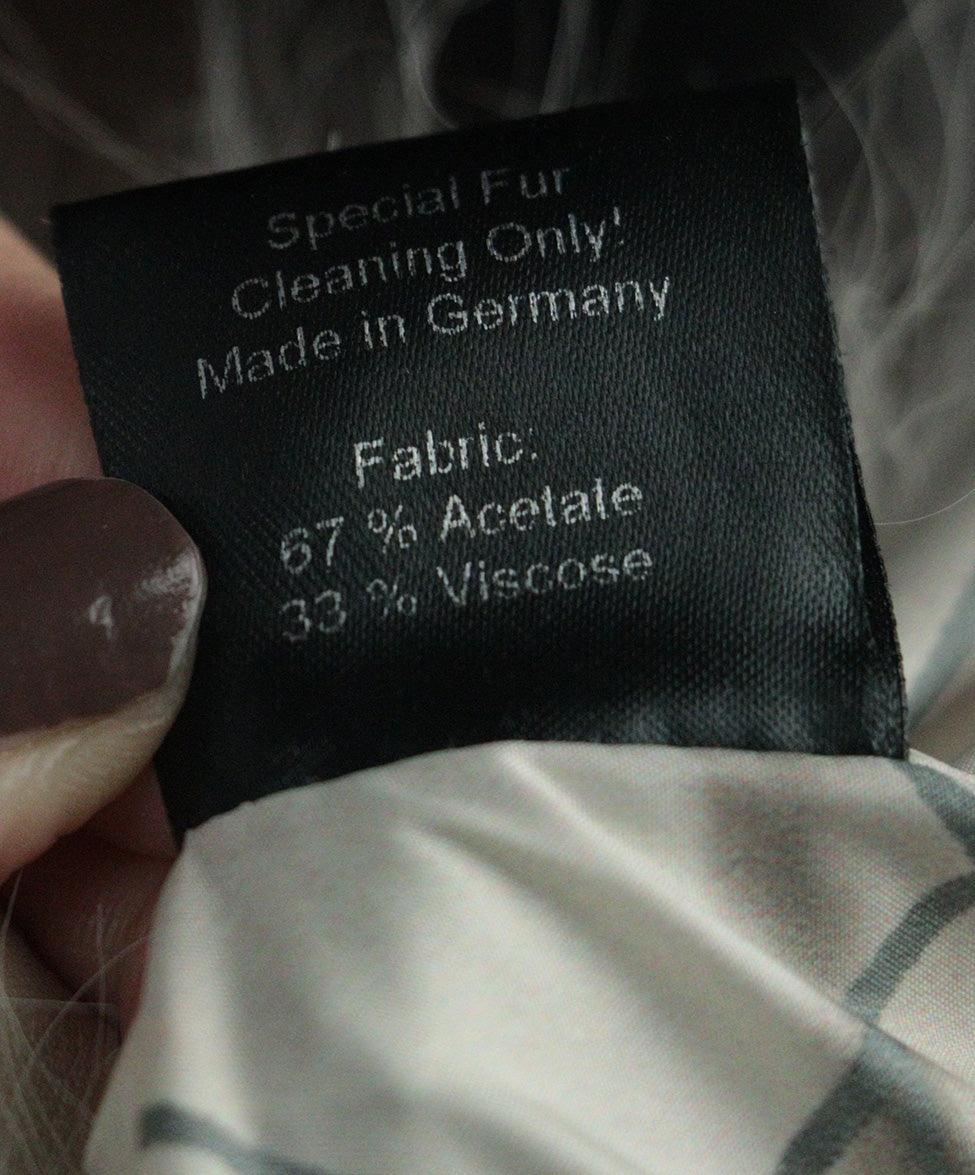 Special Fur
Cleaning Only!
Made in Germany
Fabric:
67 % Acetate
33 % Viscose